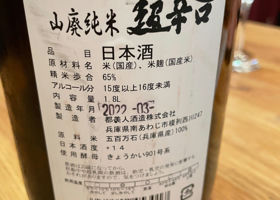 山廃純米 超辛口
品目 日本酒
原材料名 米(国産)、米麹(国産米)
精米歩合 65%
アルコール分 15度以上16度未満
内容量 1.8L
製造年月 2022.-03
製造者 都美人酒造株式会社
兵庫県南あわじ市榎列西川247
原料米 五百万石(兵庫県産)100%
日本酒度 +14
酵母 きょうかい901号系